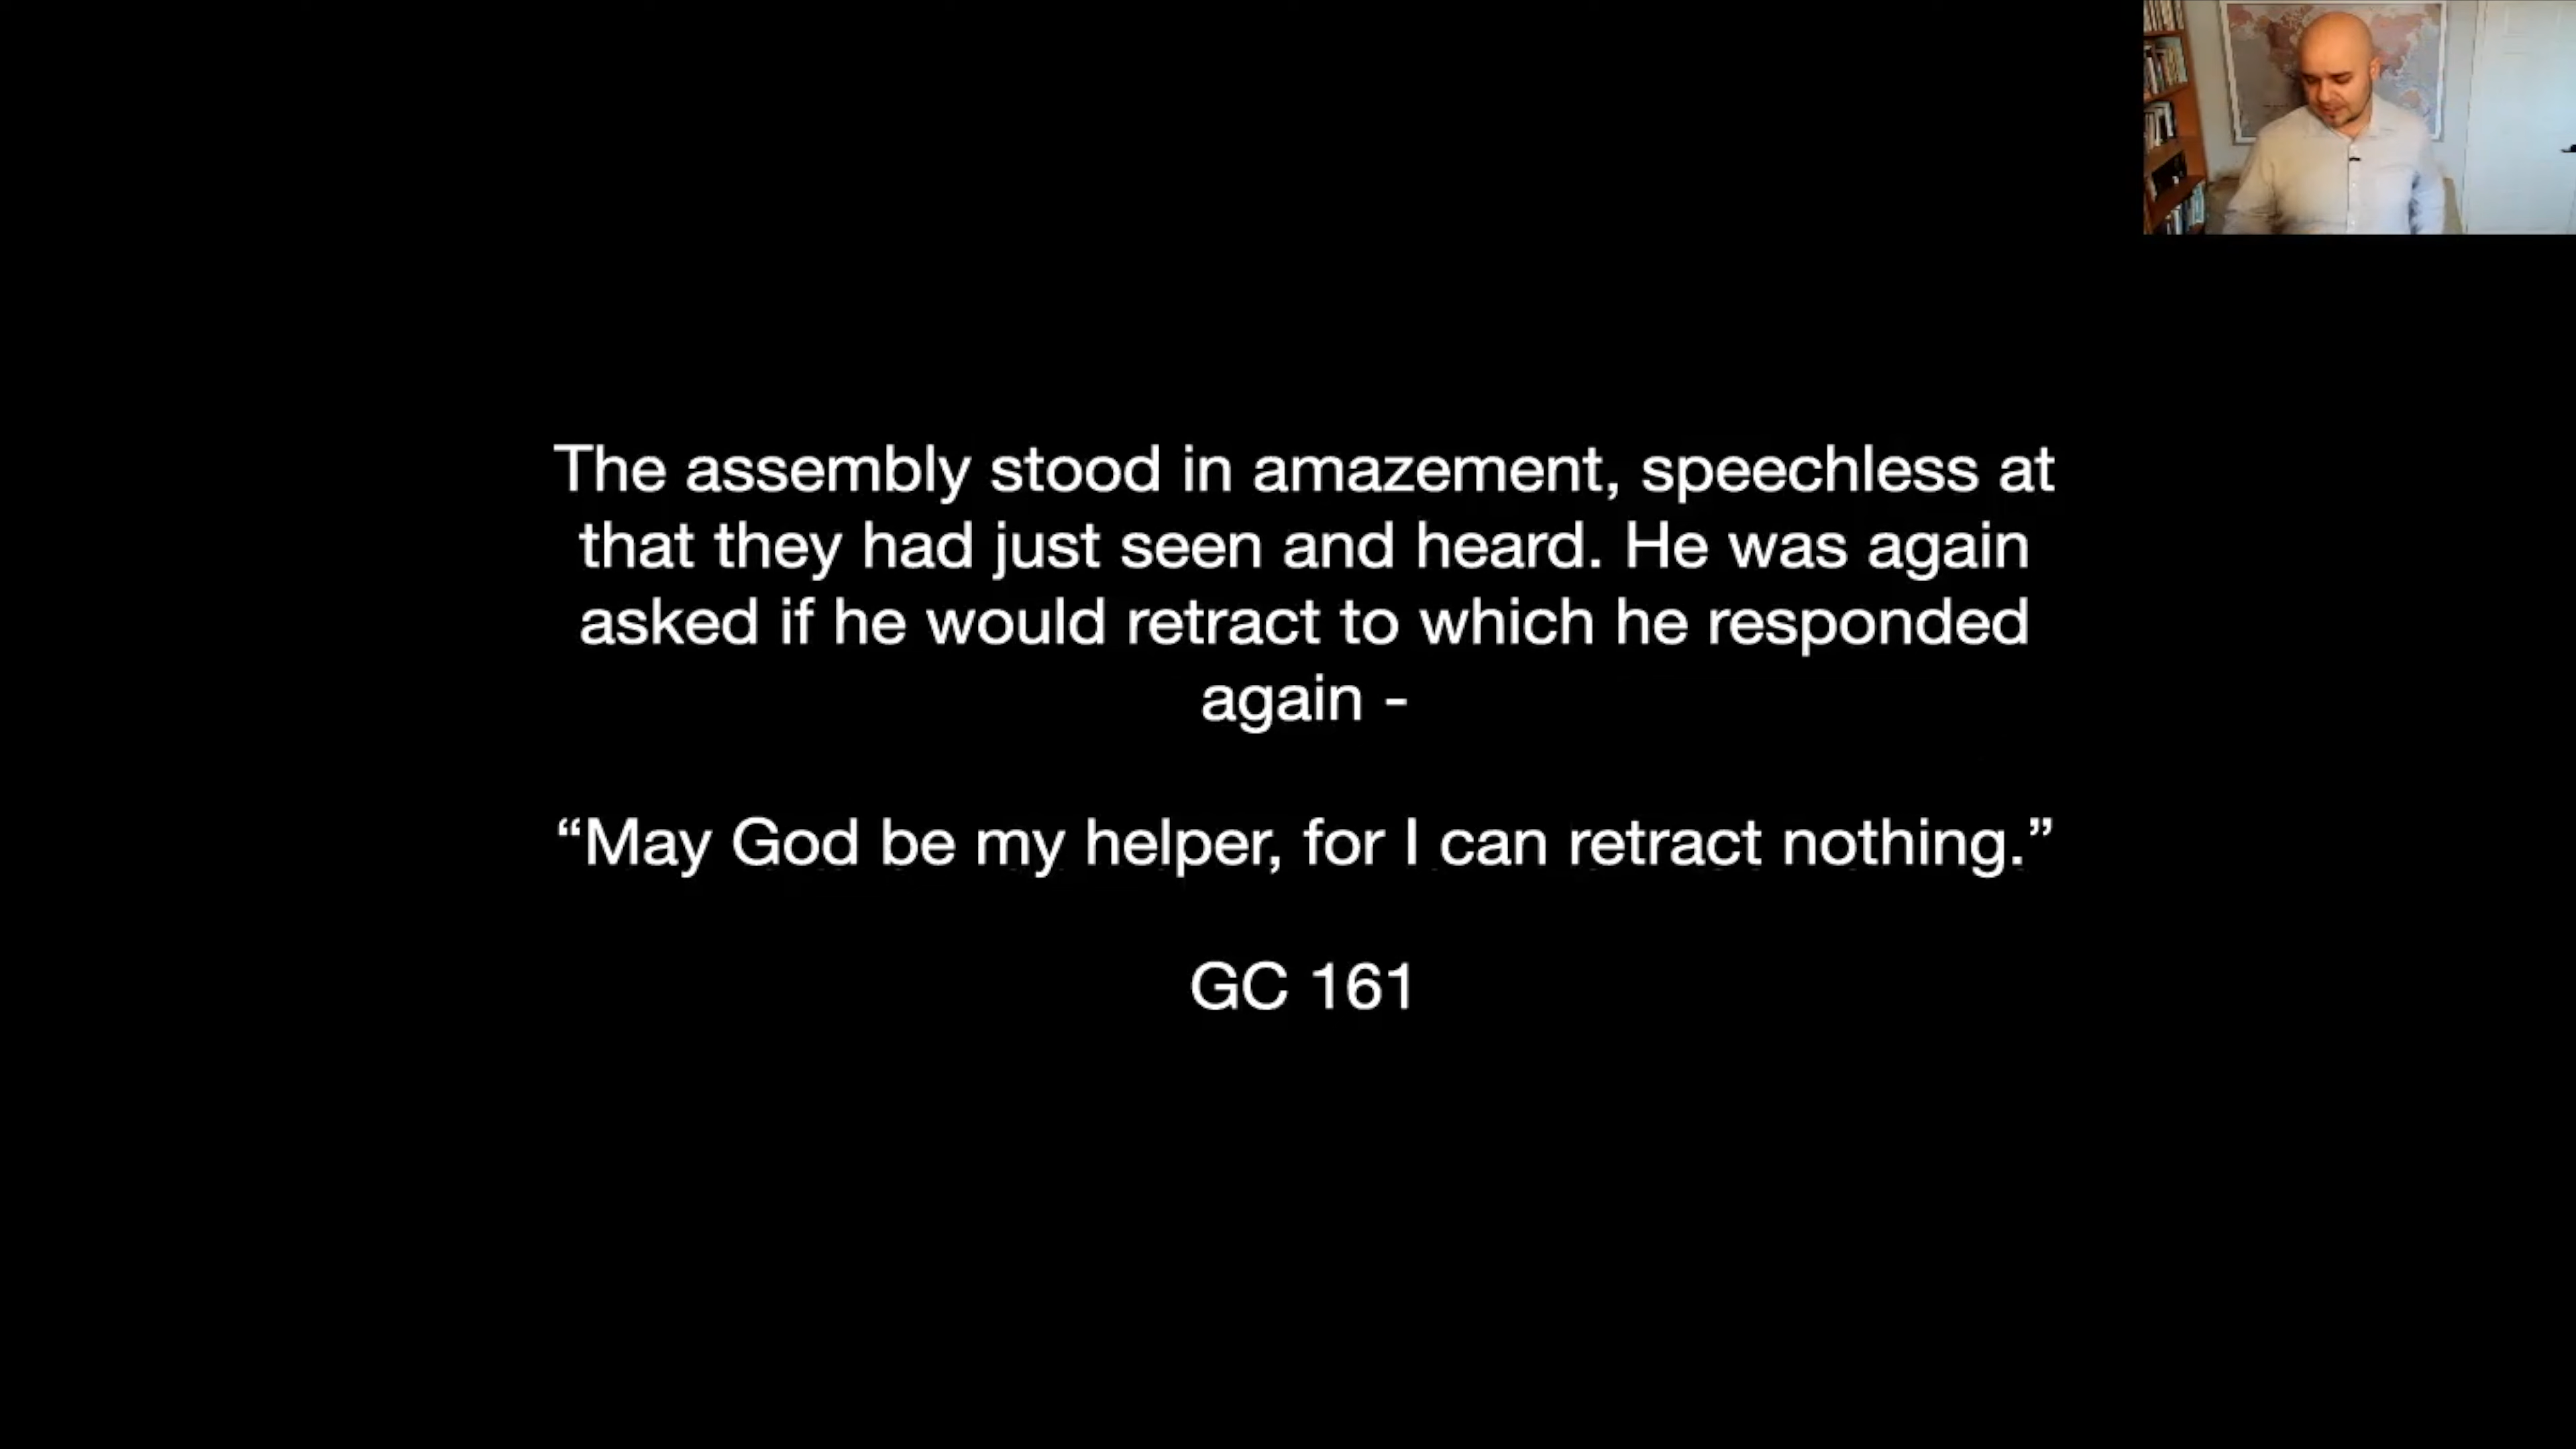 The assembly stood in amazement, speechless at
that they had just seen and heard. He was again
asked if he would retract to which he responded
again -
“May God be my helper, for I can retract nothing.”
GC 161